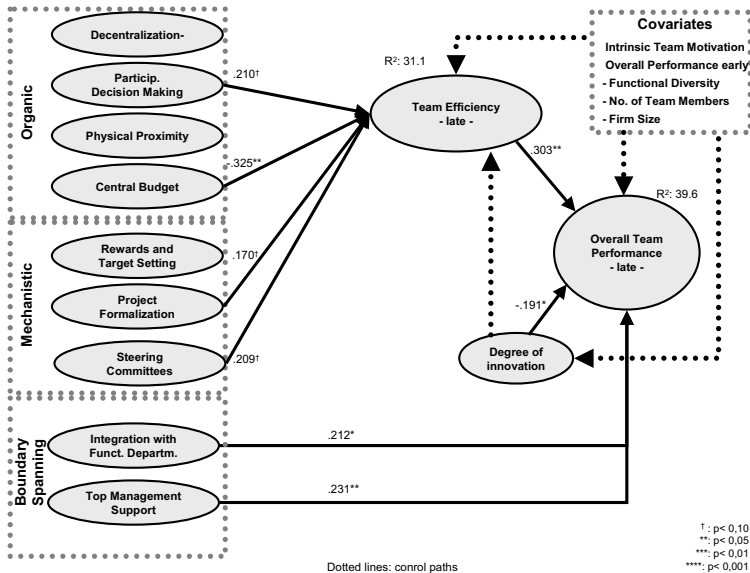 Organic
Decentralization-
Particip.
Decision Making
Physical Proximity
Central Budget
Mechanistic
Rewards and
Target Setting
Project
Formalization
Steering
Committees
Boundary
Spanning
Integration with
Funct. Departm.
Top Management
Support
.210†
-.325**
.170†
.209†
.212*
.231**
R²: 31.1
Team Efficiency
- late -
.303**
R²: 39.6
Overall Team
Performance
- late -
-.191*
Degree of
innovation
Covariates
Intrinsic Team Motivation
Overall Performance early
- Functional Diversity
- No. of Team Members
- Firm Size
Dotted lines: conrol paths
† : p< 0,10
**: p< 0,05
***: p< 0,01
****: p< 0,001